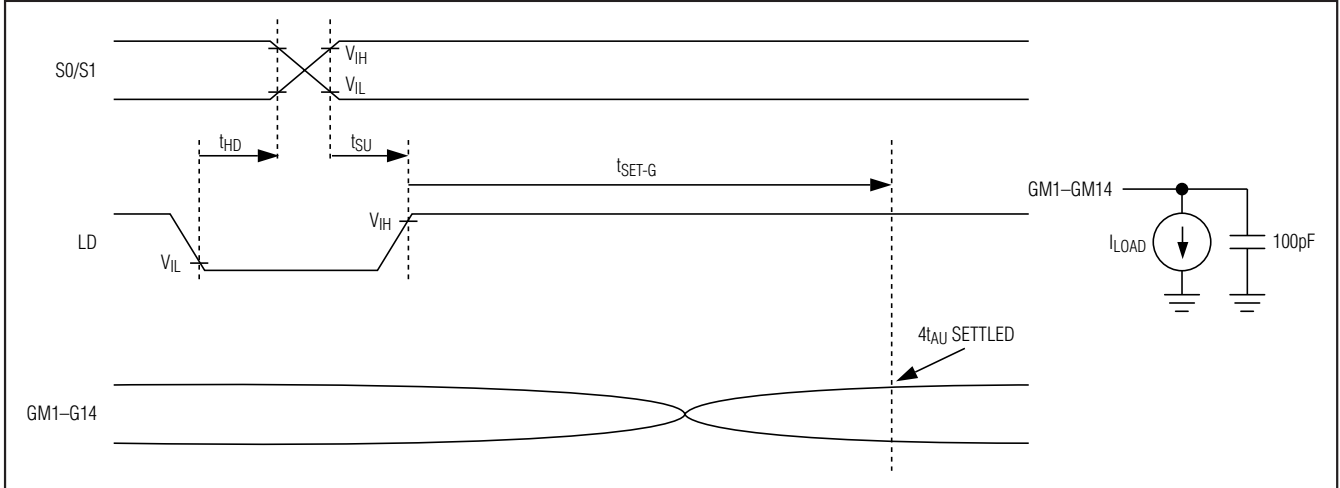 S0/S1
VIH
VIL
tHD
tSU
tSET-G
LD
VIH
VIL
GM1–GM14
ILOAD
100pF
4tAU SETTLED
GM1–G14